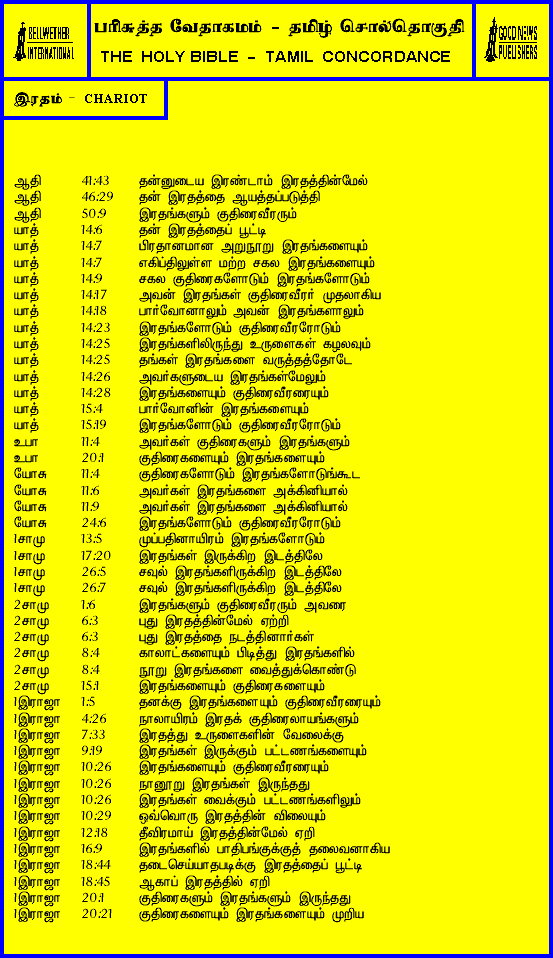 BELLWETHER
INTERNATIONAL
பரிசுத்த வேதாகமம் - தமிழ் சொல்தொகுதி
THE HOLY BIBLE - TAMIL CONCORDANCE
GOOD NEWS
PUBLISHERS
இரதம் - CHARIOT
ஆதி 41:43 தன்னுடைய இரண்டாம் இரதத்தின்மேல்
ஆதி 46:29 தன் இரதத்தை ஆயத்தப்படுத்தி
ஆதி 50:9 இரதங்களும் குதிரைவீரரும்
யாத் 14:6 தன் இரதத்தைப் பூட்டி
யாத் 14:7 பிரதானமான அறுநூறு இரதங்களையும்
யாத் 14:7 எகிப்திலுள்ள மற்ற சகல இரதங்களையும்
யாத் 14:9 சகல குதிரைகளோடும் இரதங்களோடும்
யாத் 14:17 அவன் இரதங்கள் குதிரைவீரர் முதலாகிய
யாத் 14:18 பார்வோனாலும் அவன் இரதங்களாலும்
யாத் 14:23 இரதங்களோடும் குதிரைவீரரோடும்
யாத் 14:25 இரதங்களிலிருந்து உருளைகள் கழலவும்
யாத் 14:25 தங்கள் இரதங்களை வருத்தத்தோடே
யாத் 14:26 அவர்களுடைய இரதங்கள்மேலும்
யாத் 14:28 இரதங்களையும் குதிரைவீரரையும்
யாத் 15:4 பார்வோனின் இரதங்களையும்
யாத் 15:19 இரதங்களோடும் குதிரைவீரரோடும்
உபா 11:4 அவர்கள் குதிரைகளும் இரதங்களும்
உபா 20:1 குதிரைகளையும் இரதங்களையும்
யோசு 11:4 குதிரைகளோடும் இரதங்களோடுங்கூட
யோசு 11:6 அவர்கள் இரதங்களை அக்கினியால்
யோசு 11:9 அவர்கள் இரதங்களை அக்கினியால்
யோசு 24:6 இரதங்களோடும் குதிரைவீரரோடும்
1சாமு 13:5 முப்பதினாயிரம் இரதங்களோடும்
1சாமு 17:20 இரதங்கள் இருக்கிற இடத்திலே
1சாமு 26:5 சவுல் இரதங்களிருக்கிற இடத்திலே
1சாமு 26:7 சவுல் இரதங்களிருக்கிற இடத்திலே
2சாமு 1:6 இரதங்களும் குதிரைவீரரும் அவரை
2சாமு 6:3 புது இரதத்தின்மேல் ஏற்றி
2சாமு 6:3 புது இரதத்தை நடத்தினார்கள்
2சாமு 8:4 காலாட்களையும் பிடித்து இரதங்களில்
2சாமு 8:4 நூறு இரதங்களை வைத்துக்கொண்டு
2சாமு 15:1 இரதங்களையும் குதிரைகளையும்
1இராஜா 1:5 தனக்கு இரதங்களையும் குதிரைவீரரையும்
1இராஜா 4:26 நாலாயிரம் இரதக் குதிரைலாயங்களும்
1இராஜா 7:33 இரதத்து உருளைகளின் வேலைக்கு
1இராஜா 9:19 இரதங்கள் இருக்கும் பட்டணங்களையும்
1இராஜா 10:26 இரதங்களையும் குதிரைவீரரையும்
1இராஜா 10:26 நானூறு இரதங்கள் இருந்தது
1இராஜா 10:26 இரதங்கள் வைக்கும் பட்டணங்களிலும்
1இராஜா 10:29 ஒவ்வொரு இரதத்தின் விலையும்
1இராஜா 12:18 தீவிரமாய் இரதத்தின்மேல் ஏறி
1இராஜா 16:9 இரதங்களில் பாதிபங்குக்குத் தலைவனாகிய
1இராஜா 18:44 தடைசெய்யாதபடிக்கு இரதத்தைப் பூட்டி
1இராஜா 18:45 ஆகாப் இரதத்தில் ஏறி
1இராஜா 20:1 குதிரைகளும் இரதங்களும் இருந்தது
1இராஜா 20:21 குதிரைகளையும் இரதங்களையும் முறிய